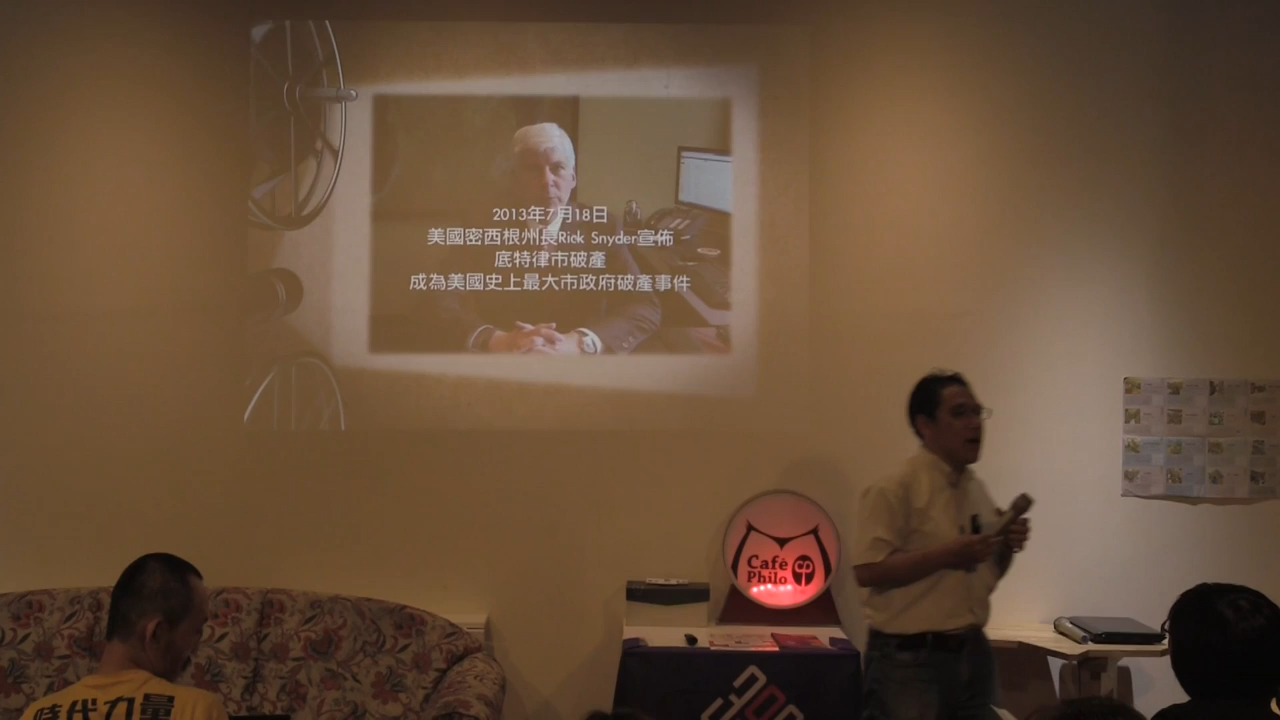 2013年7月18日
美國密西根州長Rick Snyder宣佈
底特律市破產
成為美國史上最大市政府破產事件
Café
Philo
時代力量